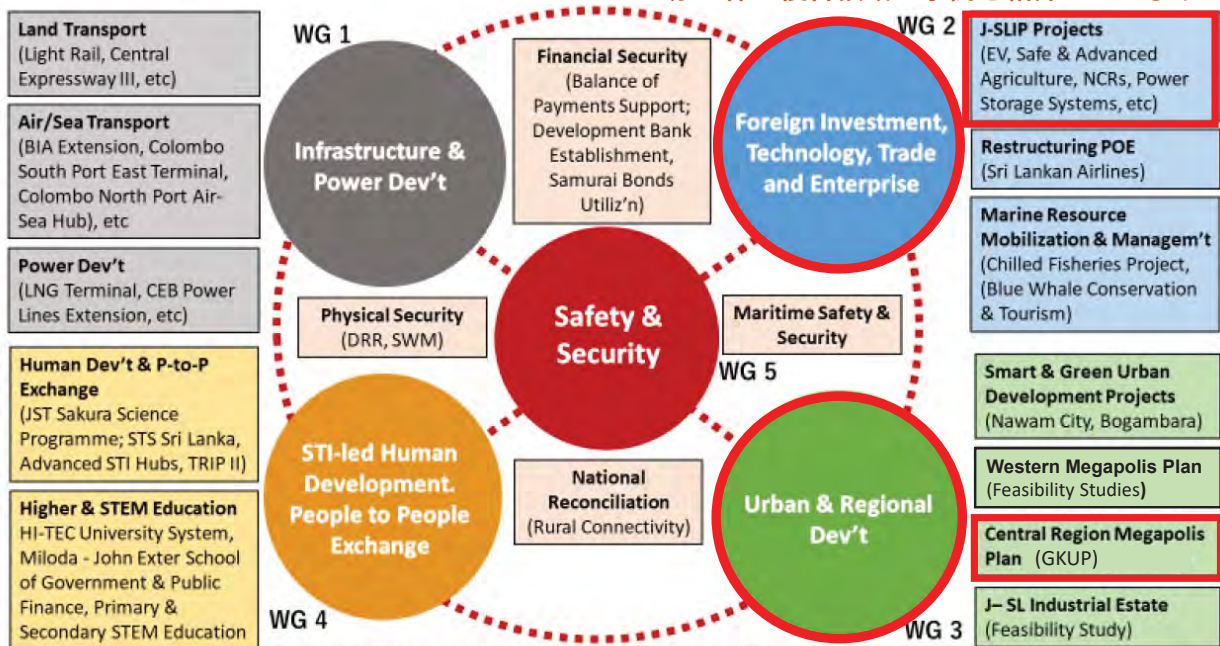 WG 1
WG 2
Land Transport
(Light Rail, Central
Expressway III, etc)
Air/Sea Transport
(BIA Extension, Colombo
South Port East Terminal,
Colombo North Port Air-
Sea Hub), etc
Power Dev't
(LNG Terminal, CEB Power
Lines Extension, etc)
Human Dev't & P-to-P
Exchange
(JST Sakura Science
Programme; STS Sri Lanka,
Advanced STI Hubs, TRIP II)
Higher & STEM Education
HI-TEC University System,
Miloda - John Exter School
of Government & Public
Finance, Primary &
Secondary STEM Education
Infrastructure &
Power Dev't
Financial Security
(Balance of
Payments Support;
Development Bank
Establishment,
Samurai Bonds
Utiliz'n)
Foreign Investment,
Technology, Trade
and Enterprise
Physical Security
(DRR, SWM)
Safety &
Security
Maritime Safety &
Security
WG 5
STI-led Human
Development.
People to People
Exchange
National
Reconciliation
(Rural Connectivity)
Urban & Regional
Dev't
WG 4
WG 3
J-SLIP Projects
(EV, Safe & Advanced
Agriculture, NCRs, Power
Storage Systems, etc)
Restructuring POE
(Sri Lankan Airlines)
Marine Resource
Mobilization & Managem't
(Chilled Fisheries Project,
(Blue Whale Conservation
& Tourism)
Smart & Green Urban
Development Projects
(Nawam City, Bogambara)
Western Megapolis Plan
(Feasibility Studies)
Central Region Megapolis
Plan (GKUP)
J– SL Industrial Estate
(Feasibility Study)